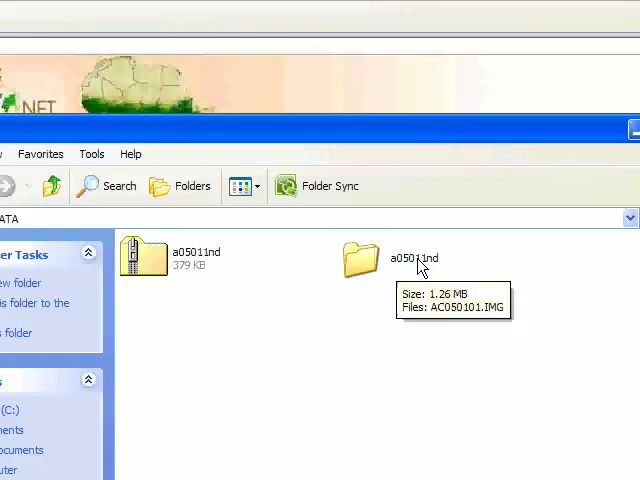 NET
Favorites Tools Help
Search Folders Folder Sync
ATA
er Tasks
ew folder
is folder to the
s folder
s
(C:)
ments
ocuments
uter
a05011nd
379 KB
a05011nd
Size: 1.26 MB
Files: AC050101.IMG